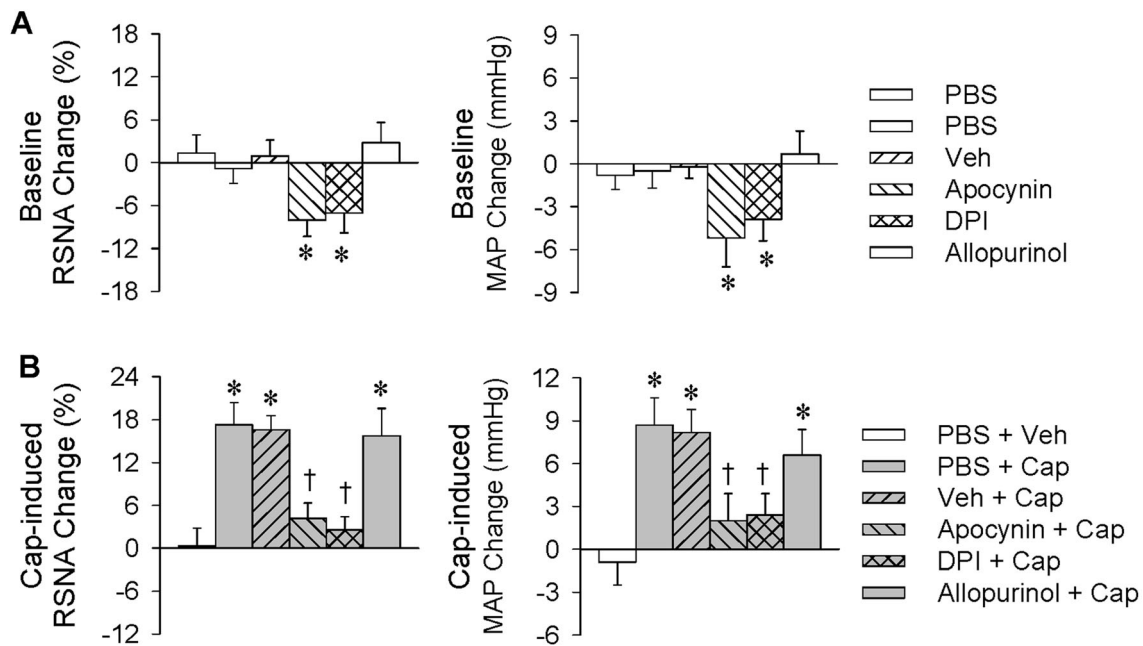 A
Baseline
RSNA Change (%)
18
12
6
0
-6
-12
-18
* *
Baseline
MAP Change (mmHg)
9
6
3
0
-3
-6
-9
* *
PBS
PBS
Veh
Apocynin
DPI
Allopurinol
B
Cap-induced
RSNA Change (%)
24
18
12
6
0
-6
-12
* * † † *
Cap-induced
MAP Change (mmHg)
12
9
6
3
0
-3
-6
* * † † *
PBS + Veh
PBS + Cap
Veh + Cap
Apocynin + Cap
DPI + Cap
Allopurinol + Cap